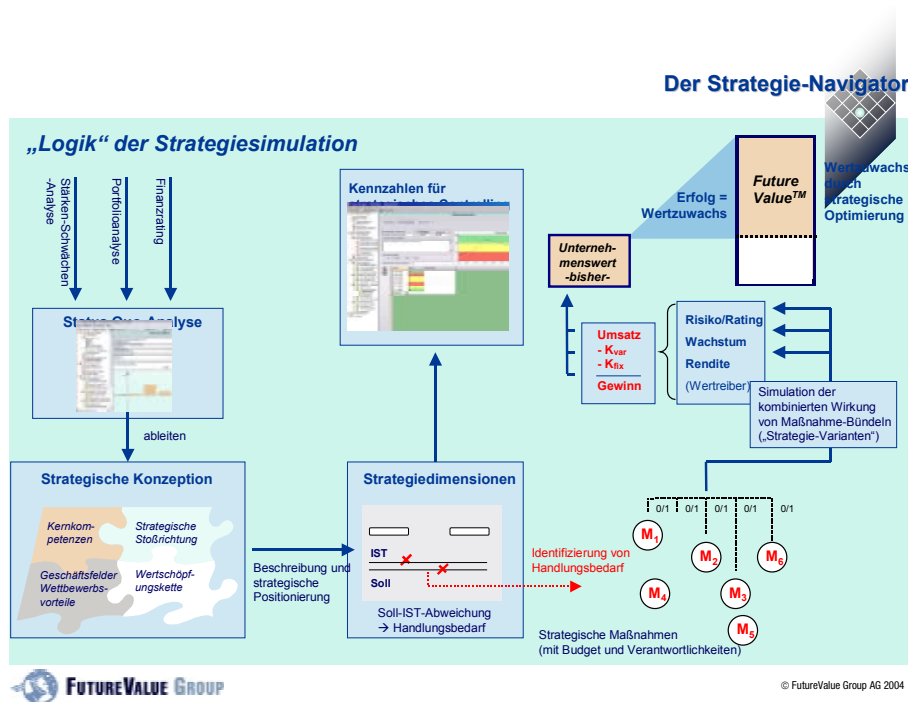 Der Strategie-Navigator
„Logik“ der Strategiesimulation
Stärken-Schwächen
-Analyse
Portfolioanalyse
Finanzrating
Status Quo-Analyse
ableiten
Strategische Konzeption
Kernkom-
petenzen
Strategische
Stoßrichtung
Geschäftsfelder
Wettbewerbs-
vorteile
Wertschöpf-
ungskette
Beschreibung und
strategische
Positionierung
Kennzahlen für
Strategiedimensionen
IST
Soll
Soll-IST-Abweichung
→ Handlungsbedarf
Identifizierung von
Handlungsbedarf
Erfolg =
Wertzuwachs
Future
Value™
Wertzuwachs
durch
strategische
Optimierung
Unterneh-
menswert
-bisher-
Umsatz
- Kvar
- Kfix
Gewinn
Risiko/Rating
Wachstum
Rendite
(Wertreiber)
Simulation der
kombinierten Wirkung
von Maßnahme-Bündeln
(„Strategie-Varianten“)
0/1 0/1 0/1 0/1 0/1
M1
M2
M6
M4
M3
M5
Strategische Maßnahmen
(mit Budget und Verantwortlichkeiten)
FUTUREVALUE GROUP
© FutureValue Group AG 2004